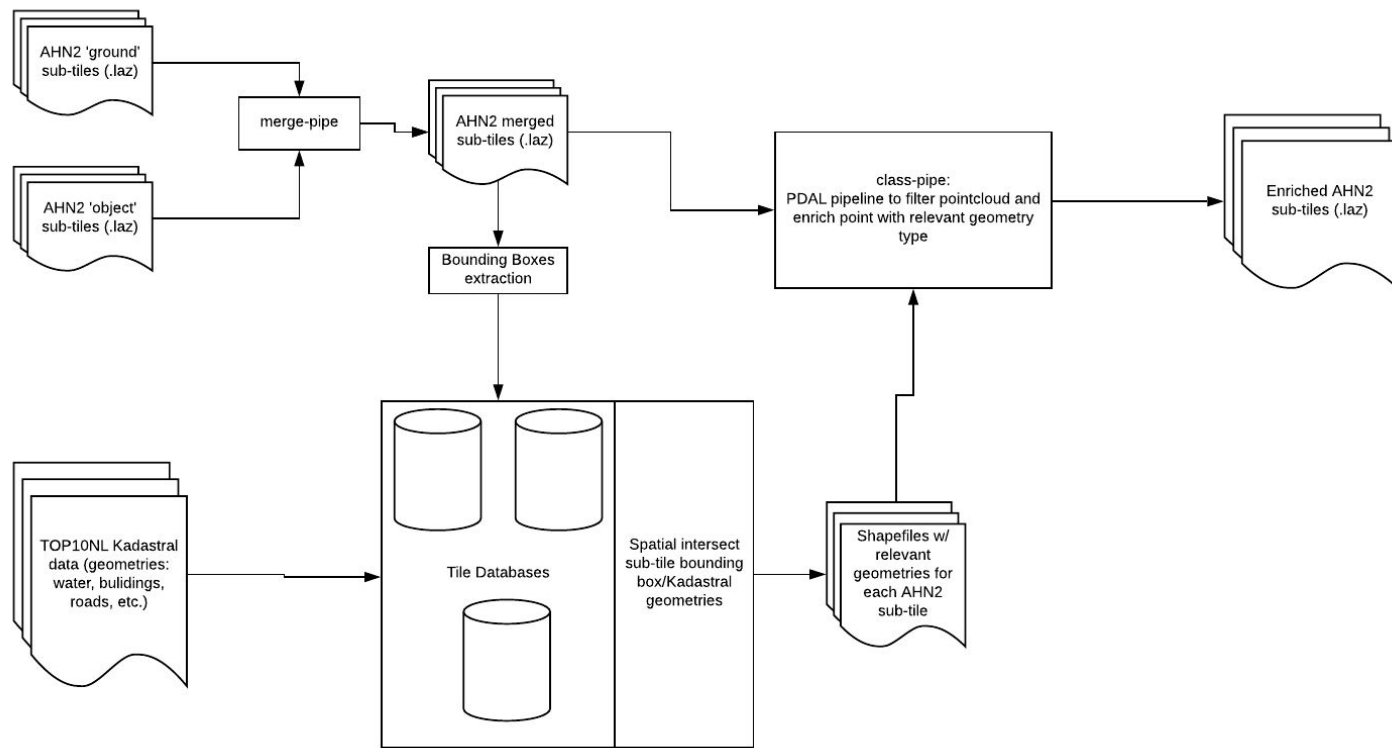 AHN2 'ground'
sub-tiles (.laz)
merge-pipe
AHN2 merged
sub-tiles (.laz)
AHN2 'object'
sub-tiles (.laz)
Bounding Boxes
extraction
class-pipe:
PDAL pipeline to filter pointcloud and
enrich point with relevant geometry
type
Enriched AHN2
sub-tiles (.laz)
TOP10NL Kadastral
data (geometries:
water, bulidings,
roads, etc.)
Tile Databases
Spatial intersect
sub-tile bounding
box/Kadastral
geometries
Shapefiles w/
relevant
geometries for
each AHN2
sub-tile